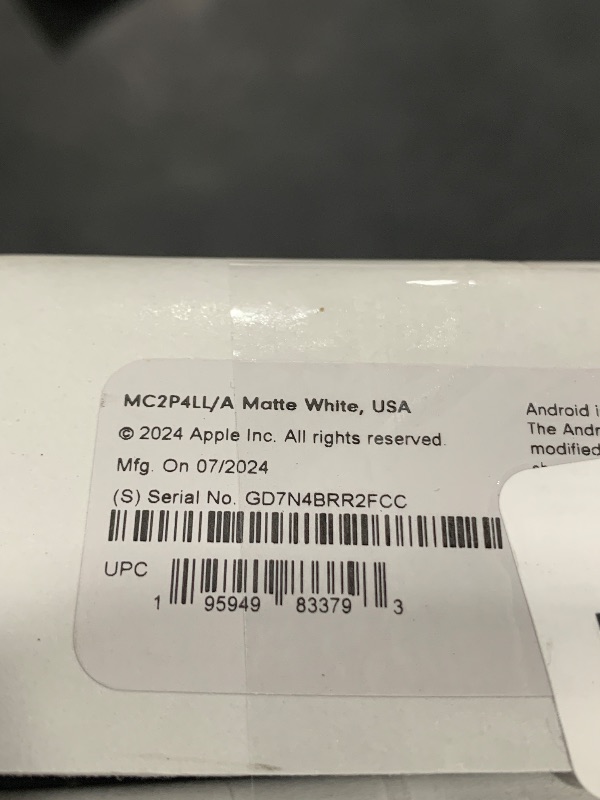 MC2P4LL/A Matte White, USA
© 2024 Apple Inc. All rights reserved.
Mfg. On 07/2024
(S) Serial No. GD7N4BRR2FCC
UPC
1 95949 83379 3
Android
The
modified